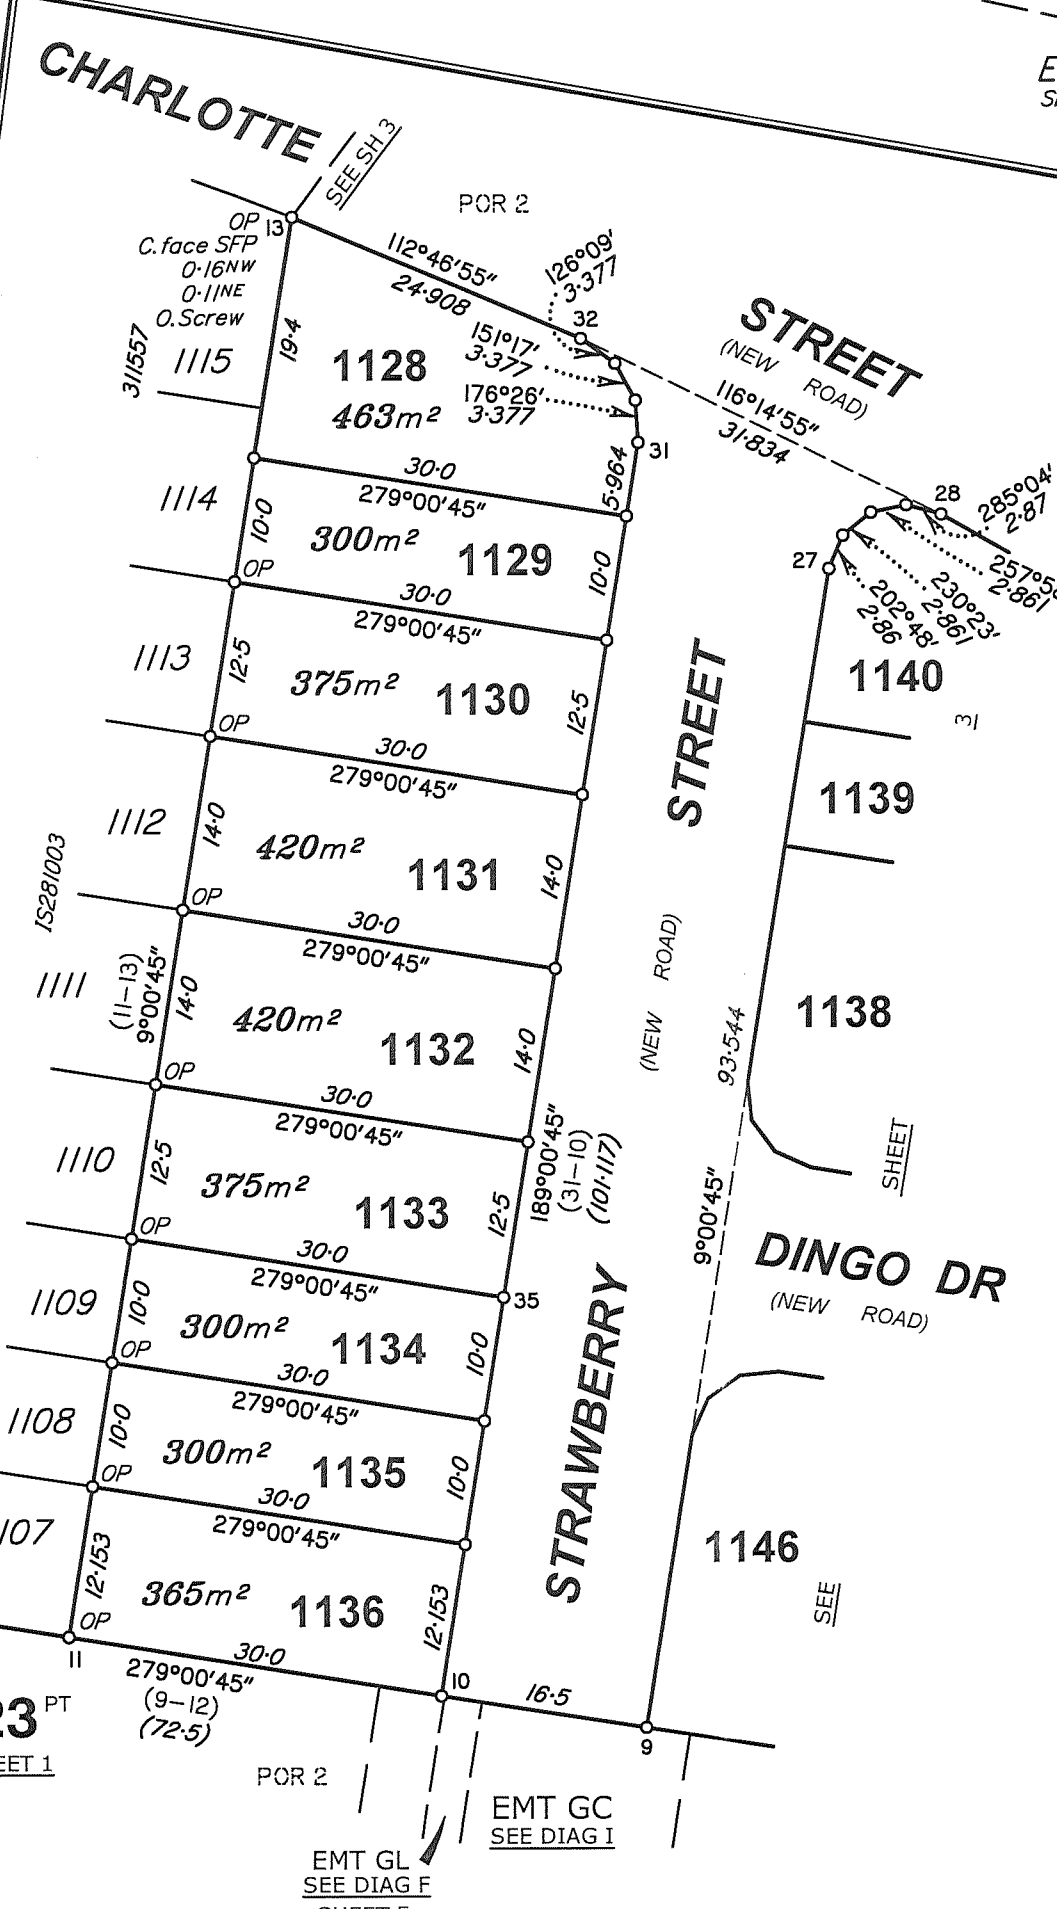 CHARLOTTE
SEE SH 3
POR 2
OP 13
C.face SFP
0·16NW
0·11NE
O.Screw
112°46'55"
24·908
126°09'
3·377
32
151°17'
3·377
176°26'
3·377
STREET
(NEW ROAD)
116°14'55"
31·834
311557
1115
19·4
1128
463m²
31
5·964
28
285°04'
2·87
2·861
230°23'
2·861
202°48'
2·86
27
30·0
279°00'45"
1114
10·0
300m²
1129
10·0
OP
30·0
279°00'45"
1140
31
1113
12·5
375m²
1130
12·5
OP
30·0
279°00'45"
STREET
1139
1112
14·0
420m²
1131
14·0
IS281003
OP
30·0
279°00'45"
(NEW ROAD)
1111
(11-13)
9°00'45"
14·0
420m²
1132
14·0
93·544
1138
OP
30·0
279°00'45"
189°00'45"
(31-10)
(101·117)
SHEET
1110
12·5
375m²
1133
12·5
9°00'45"
OP
30·0
279°00'45"
35
DINGO DR
(NEW ROAD)
1109
10·0
300m²
1134
10·0
STRAWBERRY
OP
30·0
279°00'45"
1108
10·0
300m²
1135
10·0
OP
30·0
279°00'45"
107
12·153
365m²
1136
12·153
1146
SEE
OP
11
30·0
279°00'45"
(9-12)
(72·5)
10
16·5
9
23 PT
EET 1
POR 2
EMT GC
SEE DIAG I
EMT GL
SEE DIAG F